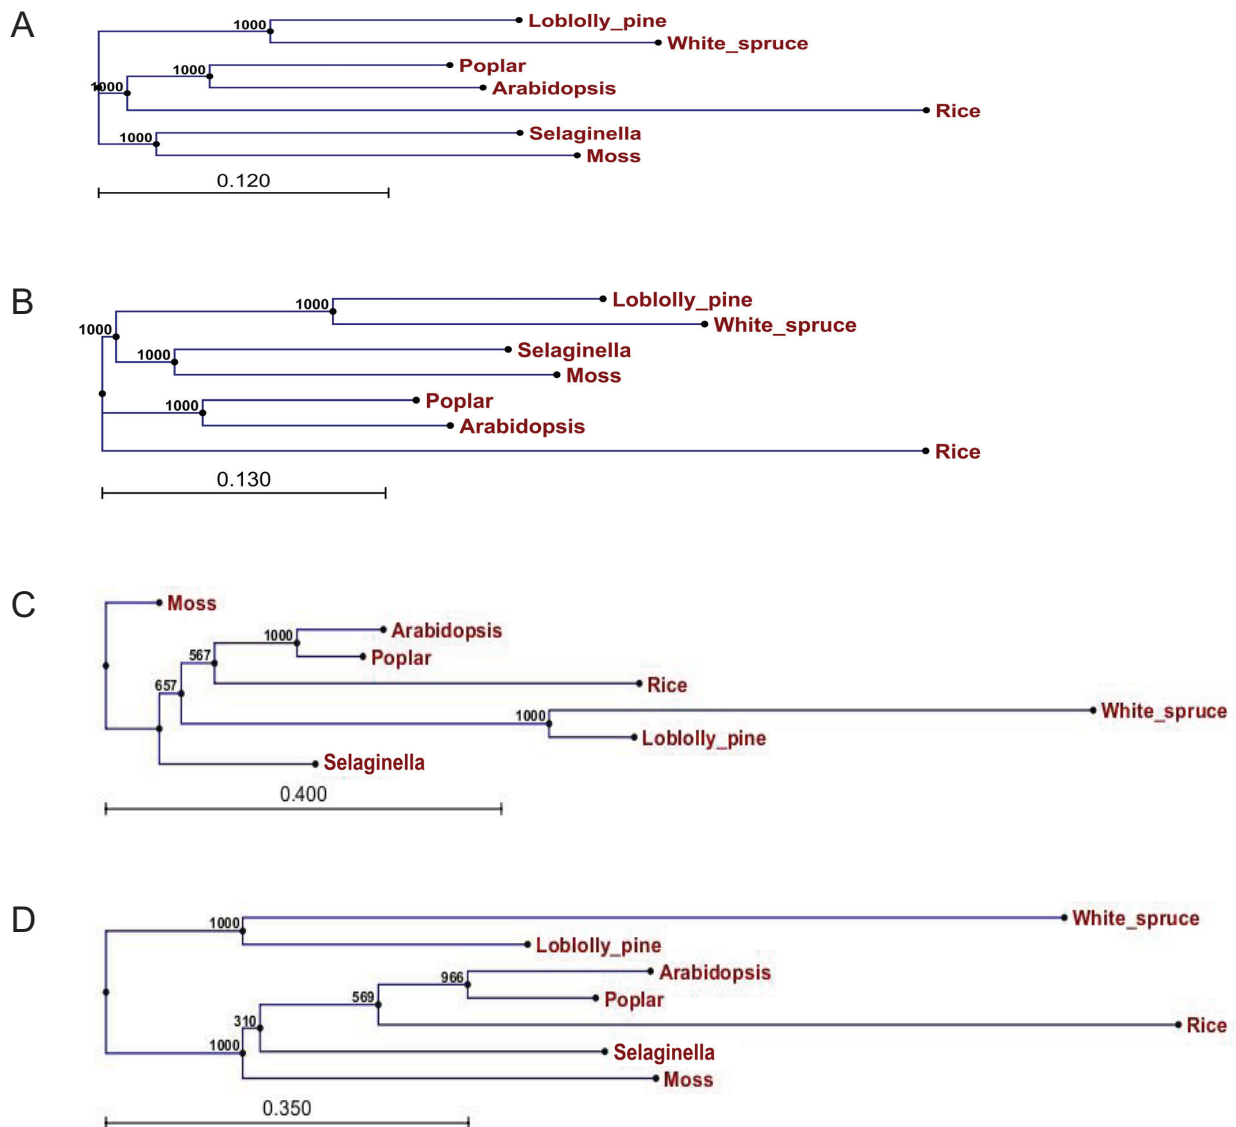 A
1000
Loblolly_pine
White_spruce
1000
Poplar
Arabidopsis
1000
Rice
1000
Selaginella
Moss
0.120
B
1000
Loblolly_pine
White_spruce
1000
1000
Selaginella
Moss
1000
Poplar
Arabidopsis
Rice
0.130
C
Moss
1000
Arabidopsis
567
Poplar
657
Rice
1000
White_spruce
Loblolly_pine
Selaginella
0.400
D
1000
White_spruce
Loblolly_pine
966
Arabidopsis
569
Poplar
310
Rice
1000
Selaginella
Moss
0.350